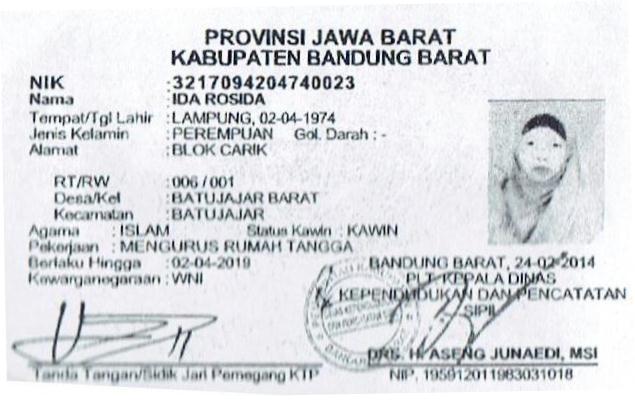 PROVINSI JAWA BARAT
KABUPATEN BANDUNG BARAT
NIK :3217094204740023
Nama :IDA ROSIDA
Tempat/Tgl Lahir :LAMPUNG, 02-04-1974
Jenis Kelamin :PEREMPUAN Gol. Darah : -
Alamat :BLOK CARIK
RT/RW :006 / 001
Desa/Kel :BATUJAJAR BARAT
Kecamatan :BATUJAJAR
Agama : ISLAM Status Kawin : KAWIN
Pekerjaan : MENGURUS RUMAH TANGGA
Berlaku Hingga :02-04-2019
Kewarganegaraan : WNI
BANDUNG BARAT, 24-02-2014
PLT. KEPALA DINAS
KEPENDUDUKAN DAN PENCATATAN
SIPIL
DRS. H. ASENG JUNAEDI, MSI
NIP. 195912011983031018
Tanda Tangan/Sidik Jari Pemegang KTP